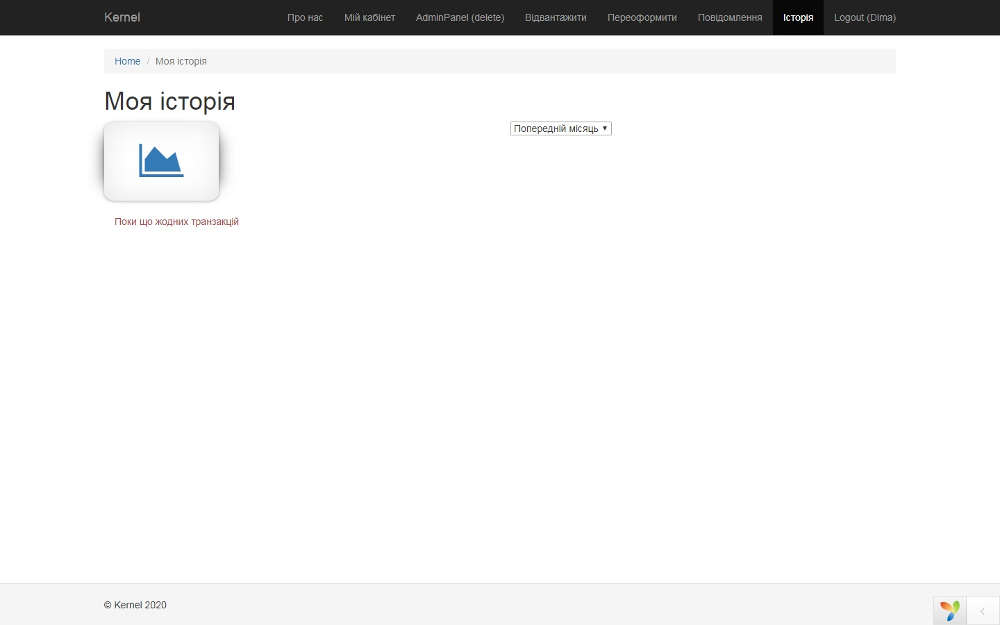 Kernel Про нас Мій кабінет AdminPanel (delete) Відвантажити Переоформити Повідомлення Історія Logout (Dima)
Home / Моя історія
Моя історія
Попередній місяць
Поки що жодних транзакцій
© Kernel 2020